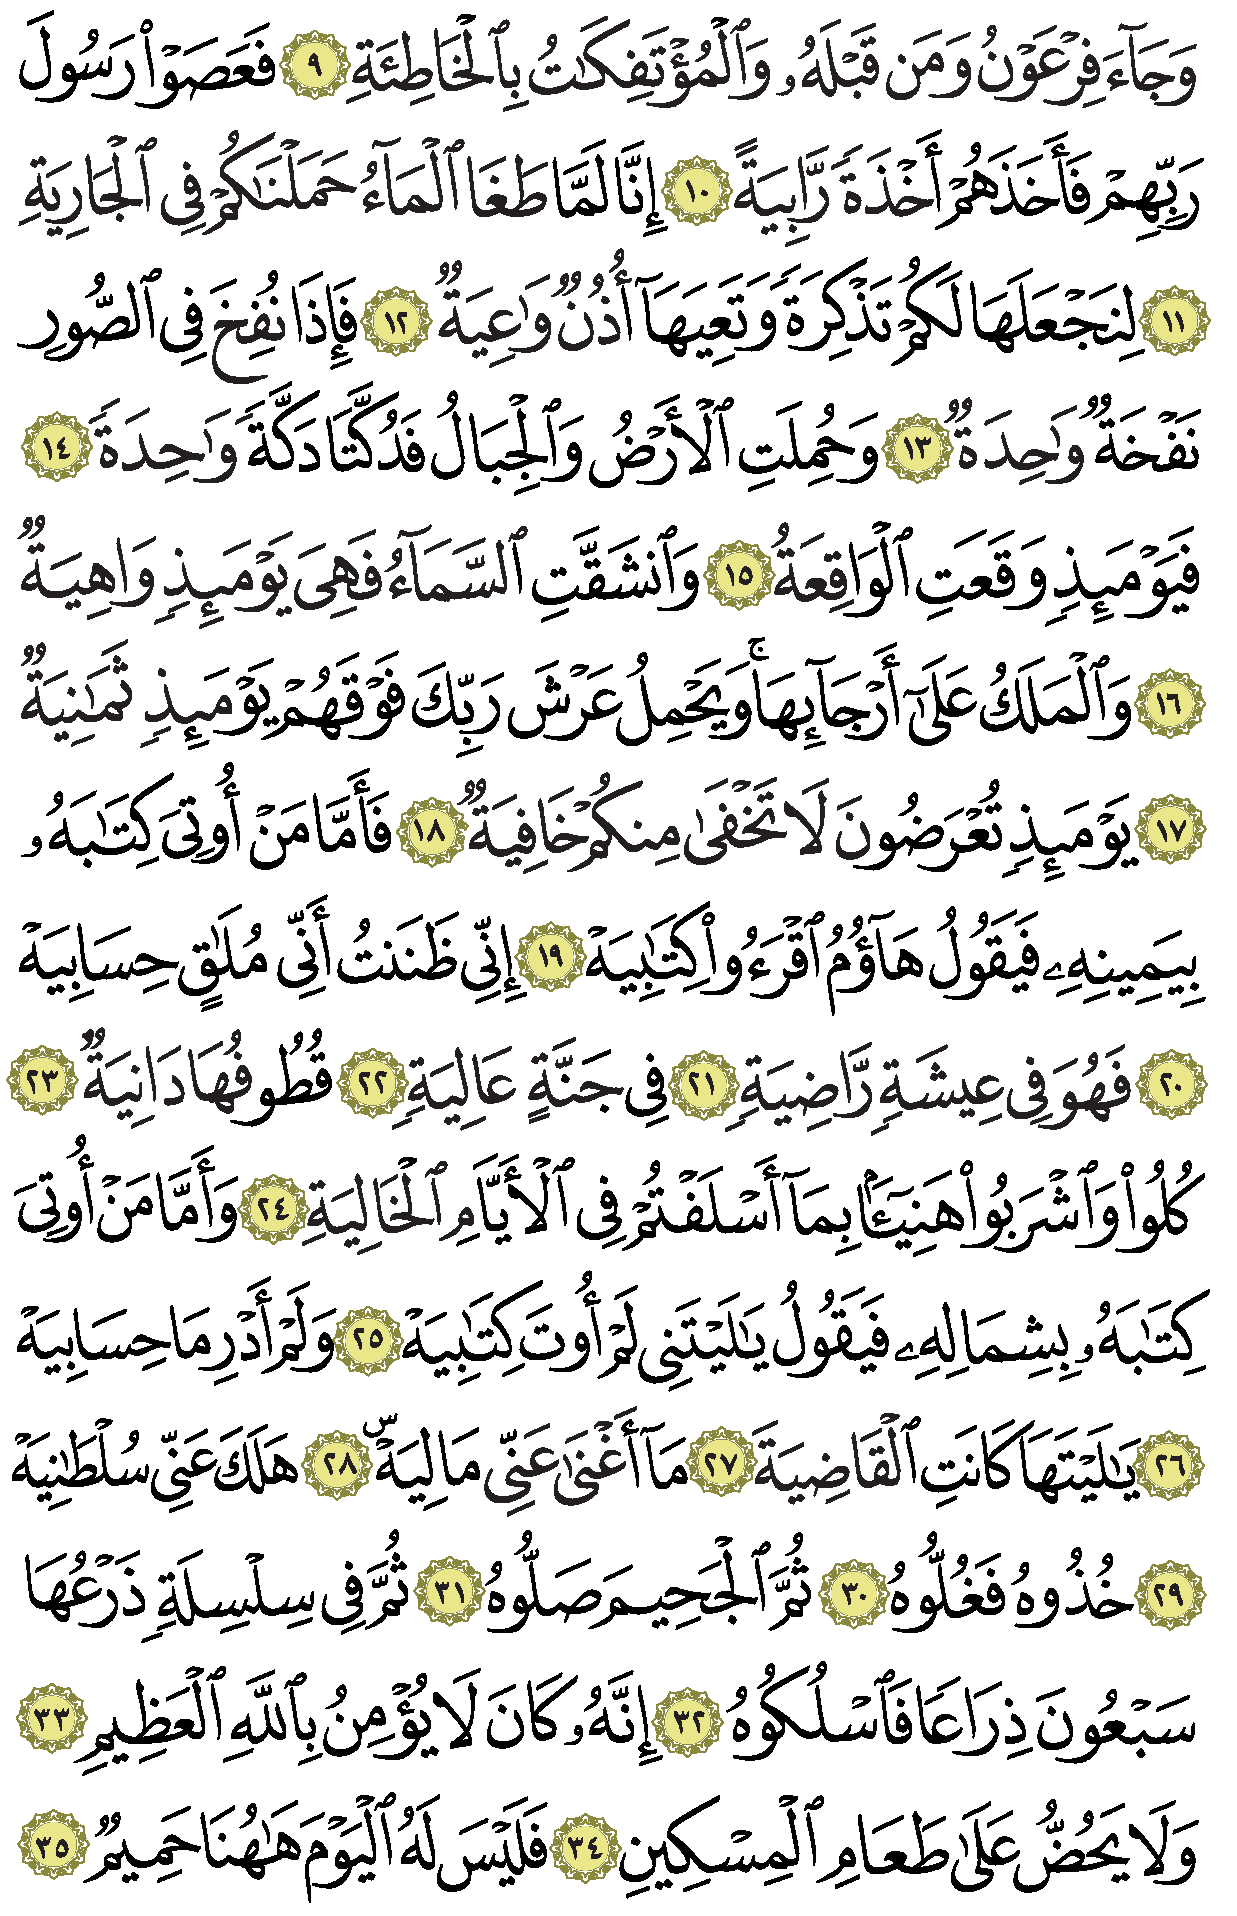 وَجَآءَ فِرْعَوْنُ وَمَن قَبْلَهُۥ وَٱلْمُؤْتَفِكَٰتُ بِٱلْخَاطِئَةِ ٩ فَعَصَوْا۟ رَسُولَ
رَبِّهِمْ فَأَخَذَهُمْ أَخْذَةً رَّابِيَةً ١٠ إِنَّا لَمَّا طَغَا ٱلْمَآءُ حَمَلْنَٰكُمْ فِى ٱلْجَارِيَةِ
١١ لِنَجْعَلَهَا لَكُمْ تَذْكِرَةً وَتَعِيَهَآ أُذُنٌ وَٰعِيَةٌ ١٢ فَإِذَا نُفِخَ فِى ٱلصُّورِ
نَفْخَةٌ وَٰحِدَةٌ ١٣ وَحُمِلَتِ ٱلْأَرْضُ وَٱلْجِبَالُ فَدُكَّتَا دَكَّةً وَٰحِدَةً ١٤
فَيَوْمَئِذٍ وَقَعَتِ ٱلْوَاقِعَةُ ١٥ وَٱنشَقَّتِ ٱلسَّمَآءُ فَهِىَ يَوْمَئِذٍ وَاهِيَةٌ
١٦ وَٱلْمَلَكُ عَلَىٰٓ أَرْجَآئِهَا ۚ وَيَحْمِلُ عَرْشَ رَبِّكَ فَوْقَهُمْ يَوْمَئِذٍ ثَمَٰنِيَةٌ
١٧ يَوْمَئِذٍ تُعْرَضُونَ لَا تَخْفَىٰ مِنكُمْ خَافِيَةٌ ١٨ فَأَمَّا مَنْ أُوتِىَ كِتَٰبَهُۥ
بِيَمِينِهِۦ فَيَقُولُ هَآؤُمُ ٱقْرَءُوا۟ كِتَٰبِيَهْ ١٩ إِنِّى ظَنَنتُ أَنِّى مُلَٰقٍ حِسَابِيَهْ
٢٠ فَهُوَ فِى عِيشَةٍ رَّاضِيَةٍ ٢١ فِى جَنَّةٍ عَالِيَةٍ ٢٢ قُطُوفُهَا دَانِيَةٌ ٢٣
كُلُوا۟ وَٱشْرَبُوا۟ هَنِيٓـًٔۢا بِمَآ أَسْلَفْتُمْ فِى ٱلْأَيَّامِ ٱلْخَالِيَةِ ٢٤ وَأَمَّا مَنْ أُوتِىَ
كِتَٰبَهُۥ بِشِمَالِهِۦ فَيَقُولُ يَٰلَيْتَنِى لَمْ أُوتَ كِتَٰبِيَهْ ٢٥ وَلَمْ أَدْرِ مَا حِسَابِيَهْ
٢٦ يَٰلَيْتَهَا كَانَتِ ٱلْقَاضِيَةَ ٢٧ مَآ أَغْنَىٰ عَنِّى مَالِيَهْ ۜ ٢٨ هَلَكَ عَنِّى سُلْطَٰنِيَهْ
٢٩ خُذُوهُ فَغُلُّوهُ ٣٠ ثُمَّ ٱلْجَحِيمَ صَلُّوهُ ٣١ ثُمَّ فِى سِلْسِلَةٍ ذَرْعُهَا
سَبْعُونَ ذِرَاعًا فَٱسْلُكُوهُ ٣٢ إِنَّهُۥ كَانَ لَا يُؤْمِنُ بِٱللَّهِ ٱلْعَظِيمِ ٣٣
وَلَا يَحُضُّ عَلَىٰ طَعَامِ ٱلْمِسْكِينِ ٣٤ فَلَيْسَ لَهُ ٱلْيَوْمَ هَٰهُنَا حَمِيمٌ ٣٥